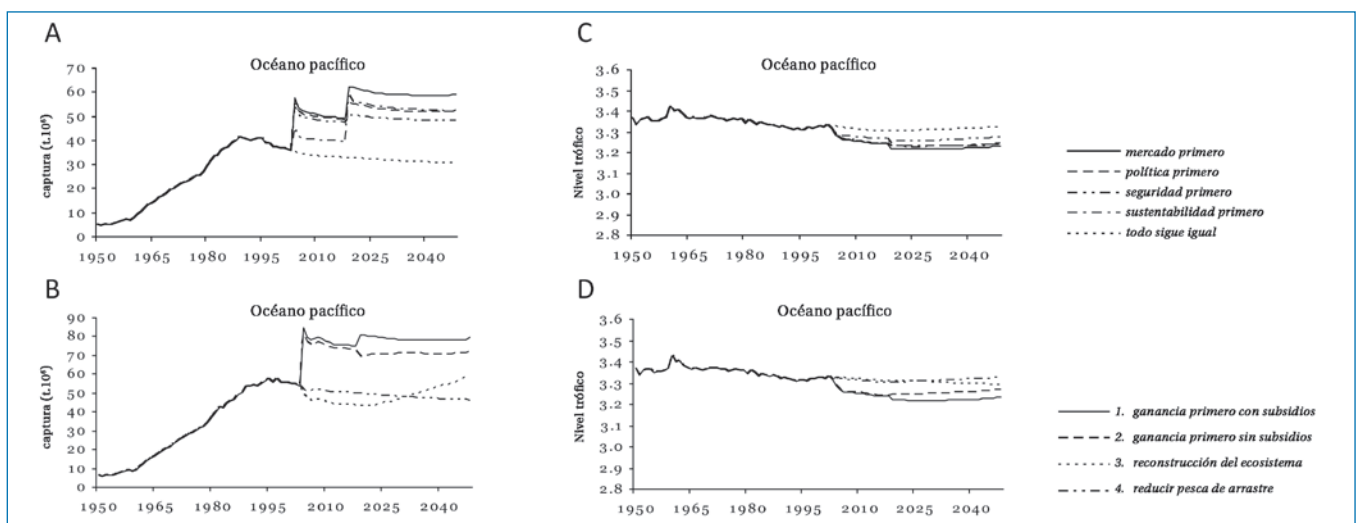 A
Océano pacífico
captura (t.10⁶)
70
60
50
40
30
20
10
0
1950 1965 1980 1995 2010 2025 2040
C
Océano pacífico
Nivel trófico
3.6
3.5
3.4
3.3
3.2
3.1
3.0
2.9
2.8
1950 1965 1980 1995 2010 2025 2040
mercado primero
política primero
seguridad primero
sustentabilidad primero
todo sigue igual
B
Océano pacífico
captura (t.10⁶)
90
80
70
60
50
40
30
20
10
0
1950 1965 1980 1995 2010 2025 2040
D
Océano pacífico
Nivel trófico
3.6
3.5
3.4
3.3
3.2
3.1
3.0
2.9
2.8
1950 1965 1980 1995 2010 2025 2040
1. ganancia primero con subsidios
2. ganancia primero sin subsidios
3. reconstrucción del ecosistema
4. reducir pesca de arrastre